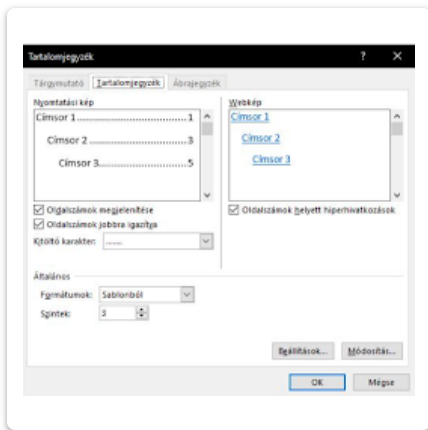 Tartalomjegyzék ? ×
Tárgymutató Tartalomjegyzék Ábrajegyzék
Nyomtatási kép
Címsor 1................................1
Címsor 2..........................3
Címsor 3.......................5
Webkép
Címsor 1
Címsor 2
Címsor 3
Oldalszámok megjelenítése
Oldalszámok jobbra igazítva
Kitöltő karakter: .......
Oldalszámok helyett hiperhivatkozások
Általános
Formátumok: Sablonból
Szintek: 3
Beállítások... Módosítás...
OK Mégse